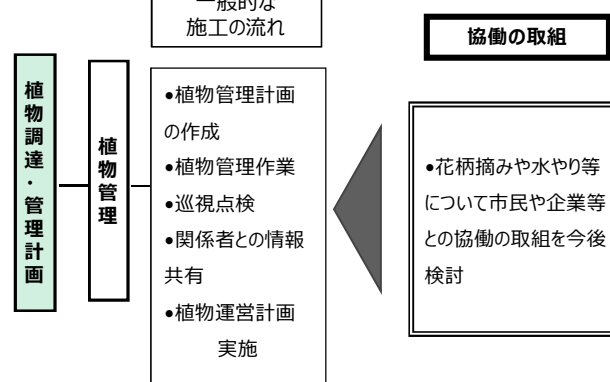 一般的な
施工の流れ
協働の取組
植物調達・管理計画
植物管理
•植物管理計画
の作成
•植物管理作業
•巡視点検
•関係者との情報
共有
•植物運営計画
実施
•花柄摘みや水やり等
について市民や企業等
との協働の取組を今後
検討